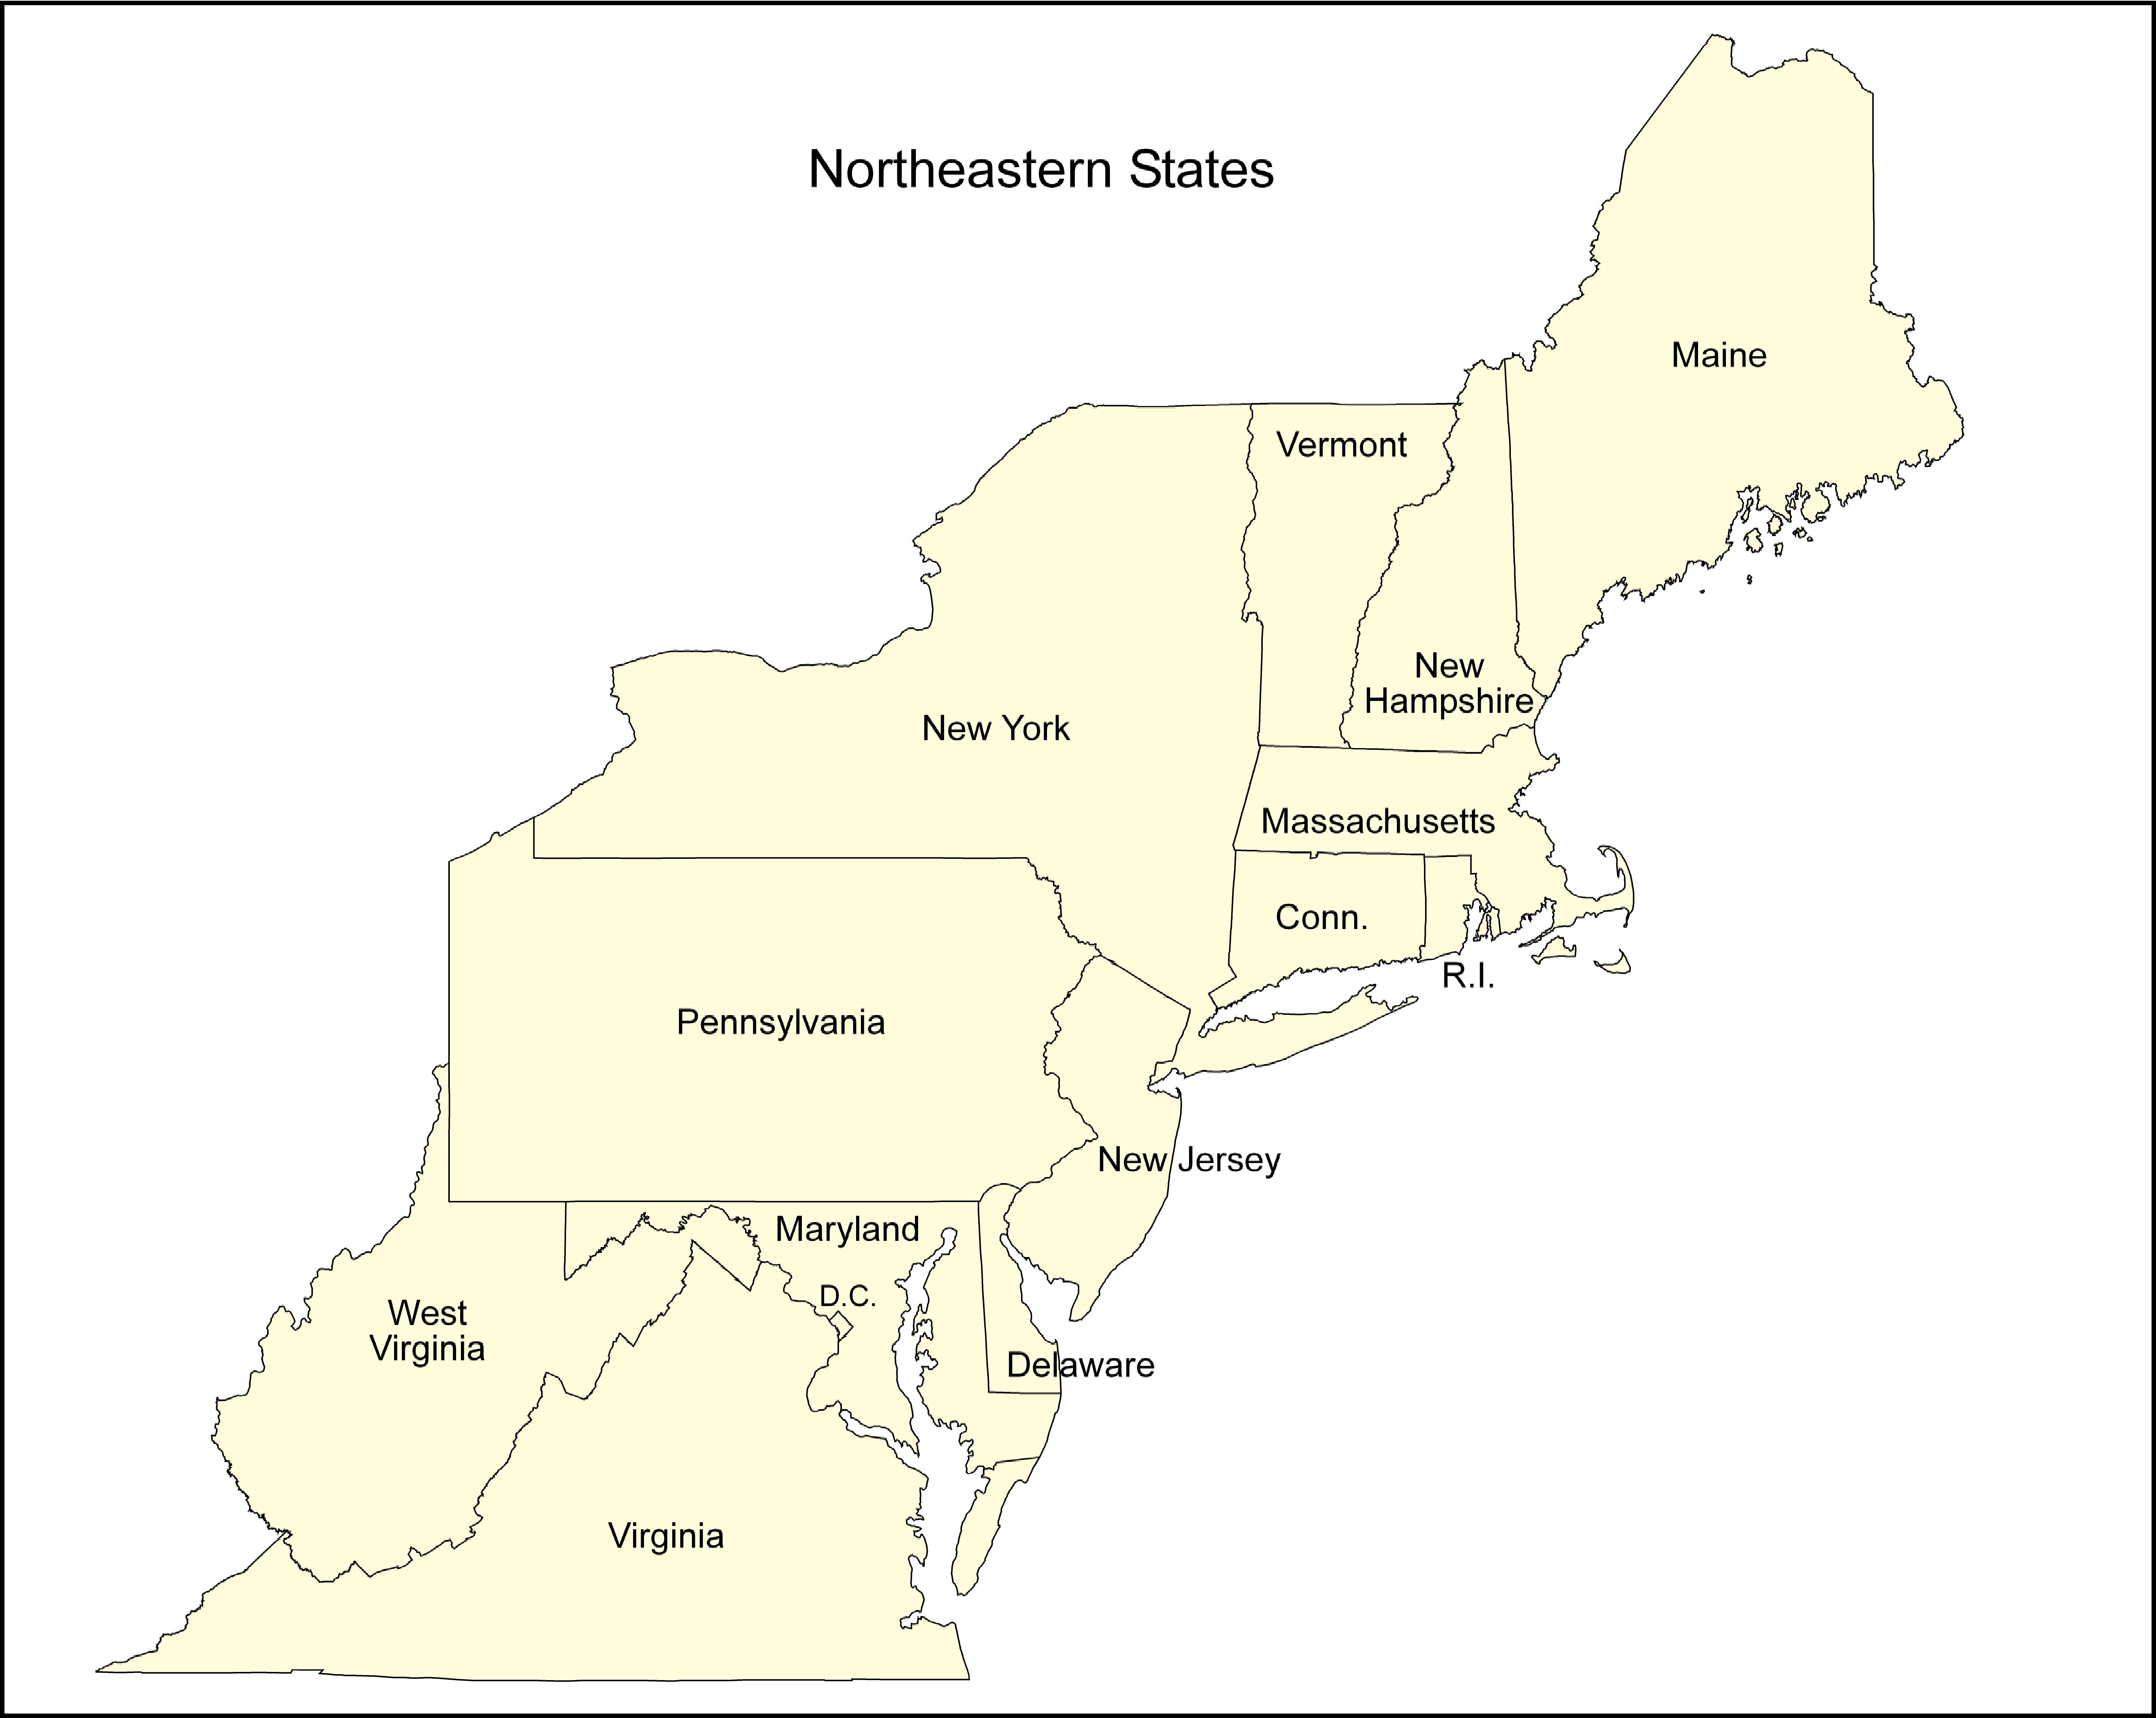 Northeastern States
Maine
Vermont
New
Hampshire
New York
Massachusetts
Conn.
R.I.
Pennsylvania
New Jersey
Maryland
D.C.
West
Virginia
Delaware
Virginia